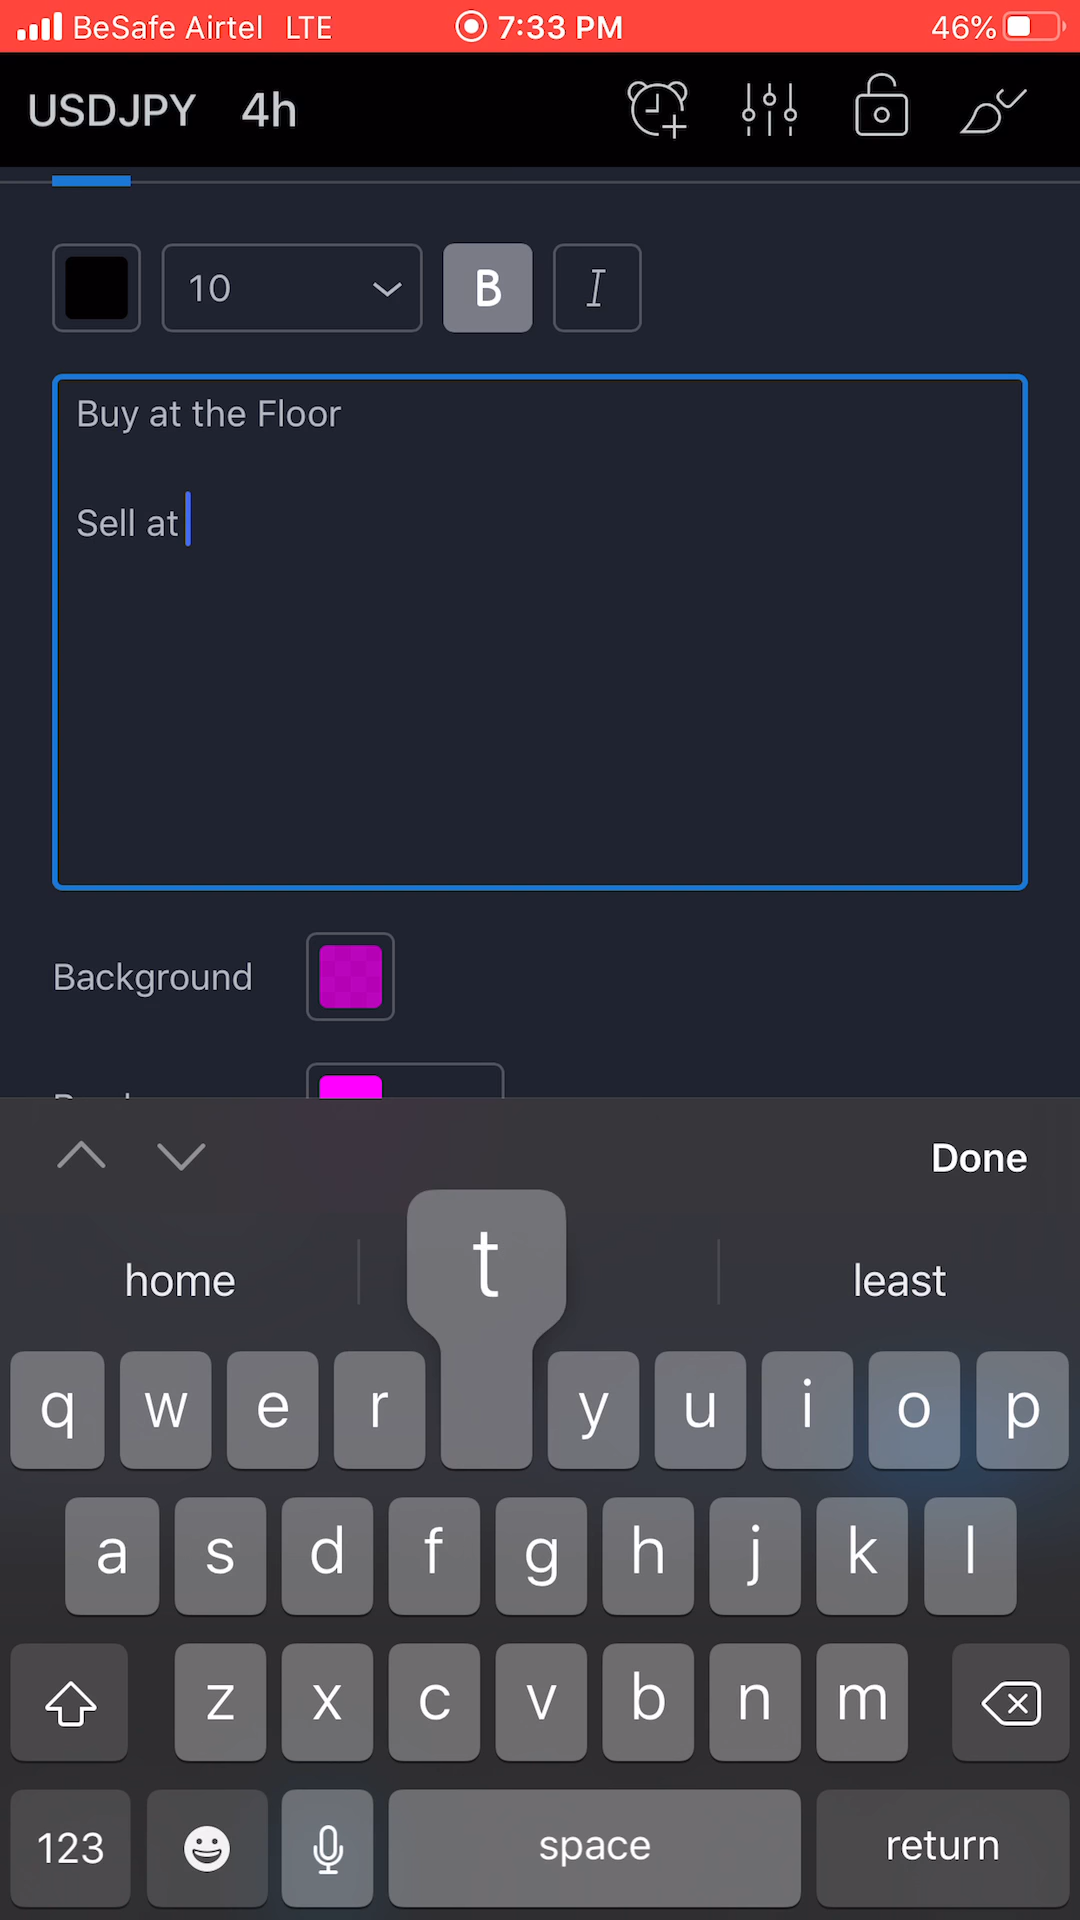 BeSafe Airtel LTE 7:33 PM 46%
USDJPY 4h
10 B I
Buy at the Floor
Sell at
Background
Done
home t least
q w e r y u i o p
a s d f g h j k l
z x c v b n m
123 space return